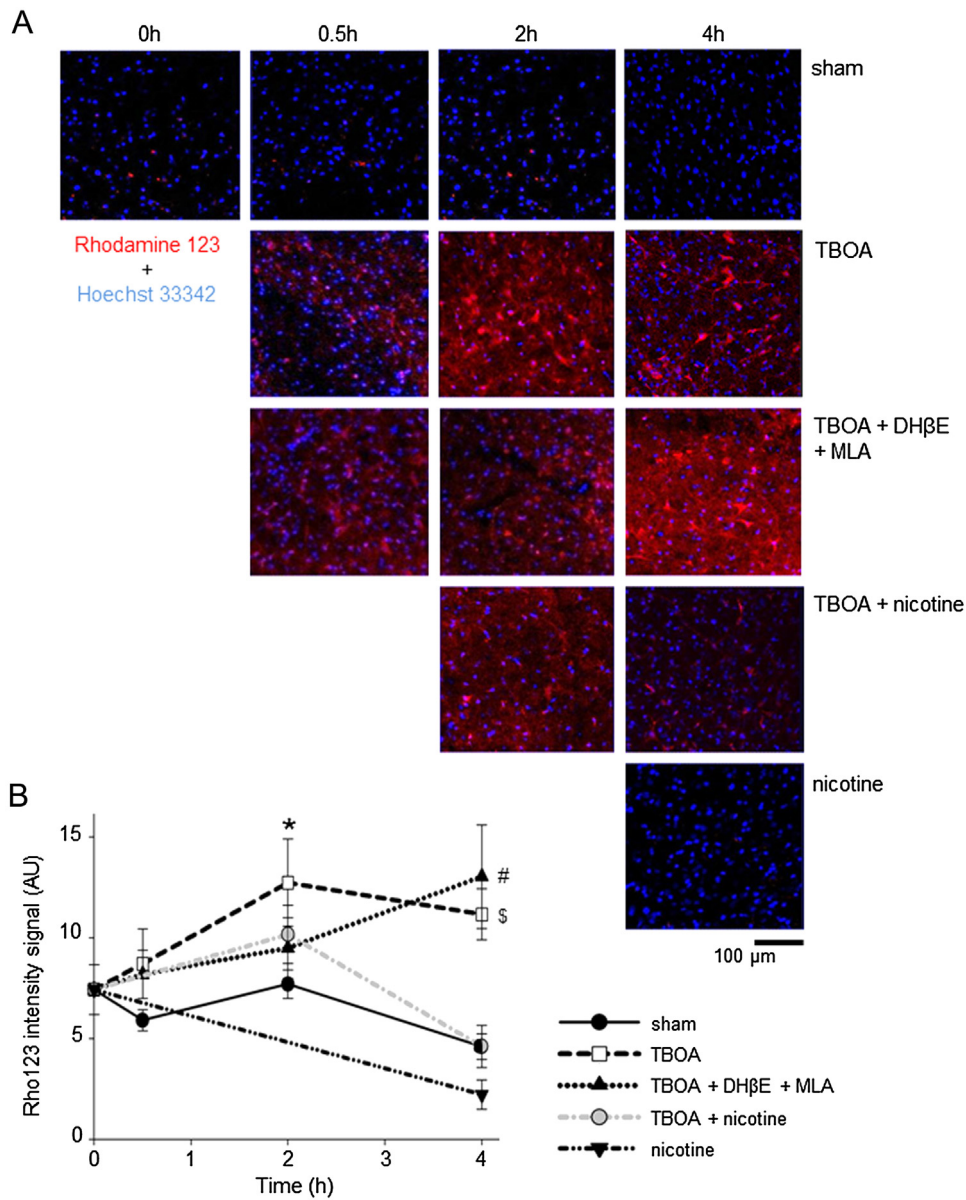 A
0h 0.5h 2h 4h
sham
Rhodamine 123
+
Hoechst 33342
TBOA
TBOA + DHβE
+ MLA
TBOA + nicotine
nicotine
100 µm
B
15
10
5
0
0 1 2 3 4
Rho123 intensity signal (AU)
Time (h)
*
#
$
sham
TBOA
TBOA + DHβE + MLA
TBOA + nicotine
nicotine